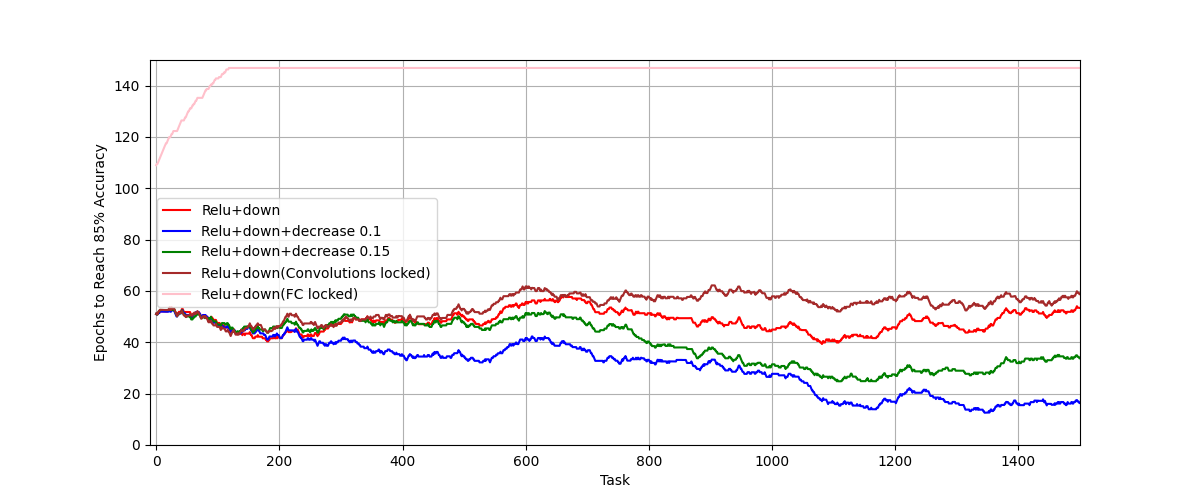 140
120
100
80
60
40
20
0
Epochs to Reach 85% Accuracy
Relu+down
Relu+down+decrease 0.1
Relu+down+decrease 0.15
Relu+down(Convolutions locked)
Relu+down(FC locked)
0 200 400 600 800 1000 1200 1400
Task